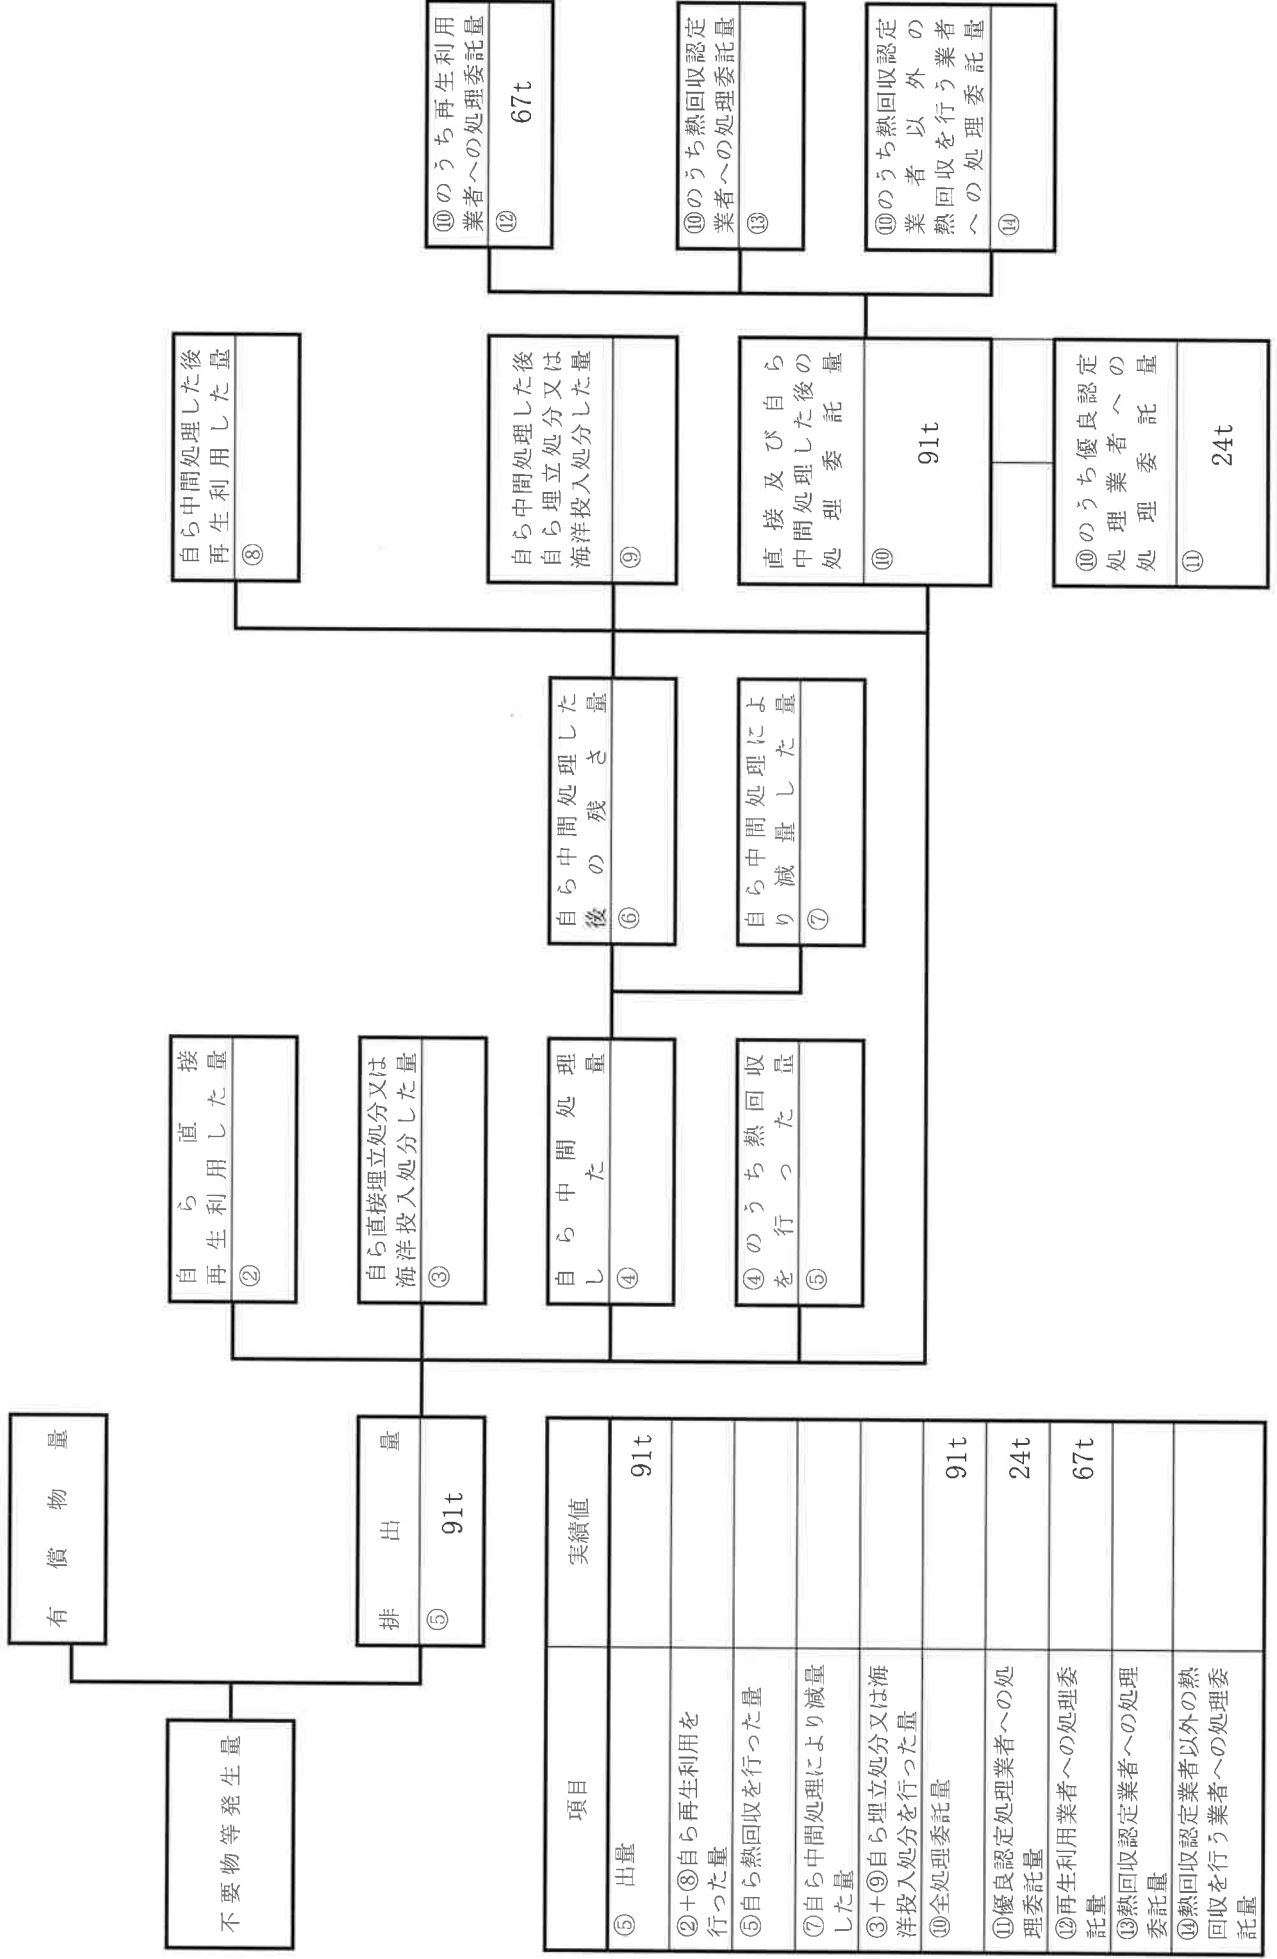 有償物量
不要物等発生量
排出量
⑤
91t
自ら直接
再生利用した量
②
自ら直接埋立処分又は
海洋投入処分した量
③
自ら中間処理
した量
④
④のうち熱回収
を行った量
⑤
自ら中間処理した
後の残さ量
⑥
自ら中間処理によ
り減量した量
⑦
自ら中間処理した後
再生利用した量
⑧
自ら中間処理した後
自ら埋立処分又は
海洋投入処分した量
⑨
直接及び自ら
中間処理した後の
処理委託量
⑩
91t
⑩のうち優良認定
処理業者への
処理委託量
⑪
24t
⑩のうち再生利用
業者への処理委託量
⑫
67t
⑩のうち熱回収認定
業者への処理委託量
⑬
⑩のうち熱回収認定
業者以外の
熱回収を行う業者
への処理委託量
⑭
項目 実績値
⑤ 出量 91t
②+⑧自ら再生利用を
行った量
⑤自ら熱回収を行った量
⑦自ら中間処理により減量
した量
③+⑨自ら埋立処分又は海
洋投入処分を行った量
⑩全処理委託量 91t
⑪優良認定処理業者への処
理委託量 24t
⑫再生利用業者への処理委
託量 67t
⑬熱回収認定業者への処理
委託量
⑭熱回収認定業者以外の熱
回収を行う業者への処理委
託量